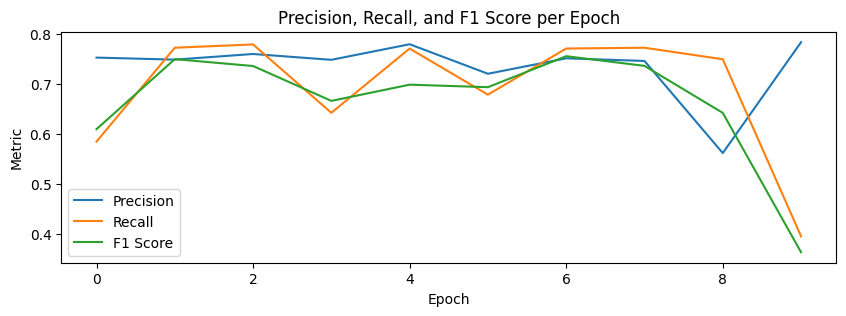 Precision, Recall, and F1 Score per Epoch
0.8
0.7
0.6
0.5
0.4
Metric
Precision
Recall
F1 Score
0 2 4 6 8
Epoch